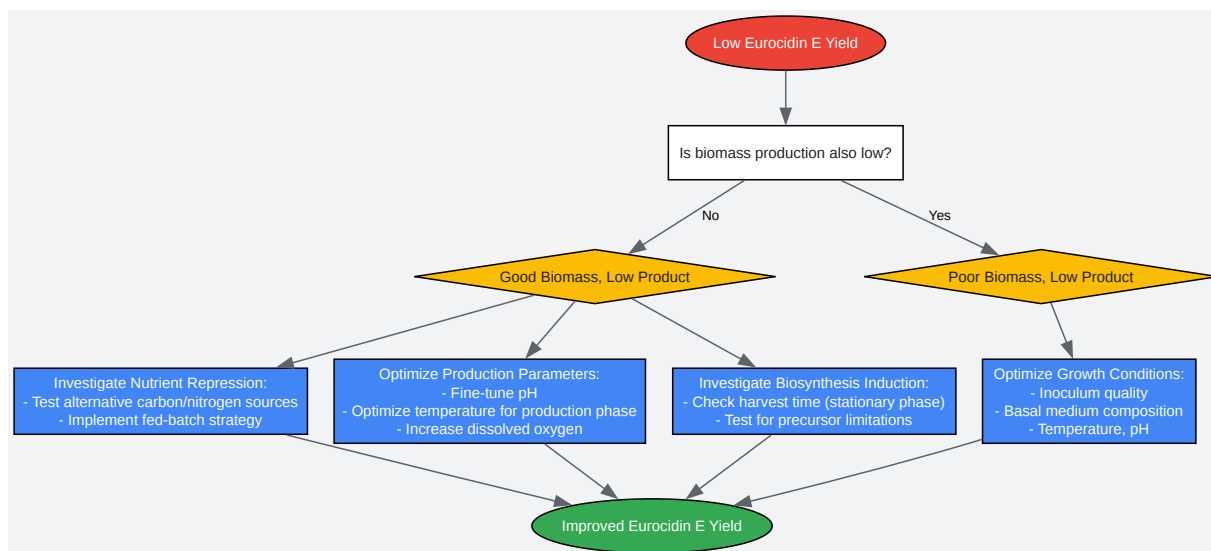 Low Eurocidin E Yield
Is biomass production also low?
No
Yes
Good Biomass, Low Product
Poor Biomass, Low Product
Investigate Nutrient Repression:
- Test alternative carbon/nitrogen sources
- Implement fed-batch strategy
Optimize Production Parameters:
- Fine-tune pH
- Optimize temperature for production phase
- Increase dissolved oxygen
Investigate Biosynthesis Induction:
- Check harvest time (stationary phase)
- Test for precursor limitations
Optimize Growth Conditions:
- Inoculum quality
- Basal medium composition
- Temperature, pH
Improved Eurocidin E Yield